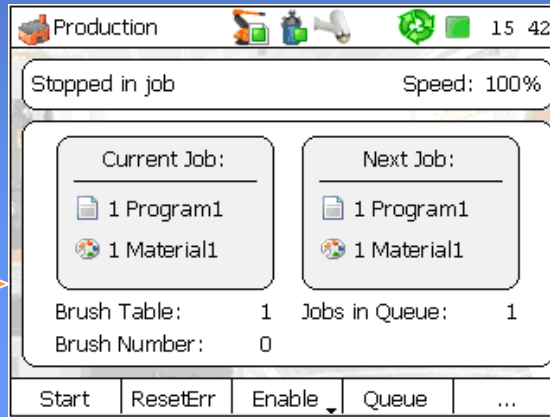 Production 15 42
Stopped in job Speed: 100%
Current Job:
1 Program1
1 Material1
Next Job:
1 Program1
1 Material1
Brush Table: 1 Jobs in Queue: 1
Brush Number: 0
Start ResetErr Enable Queue ...